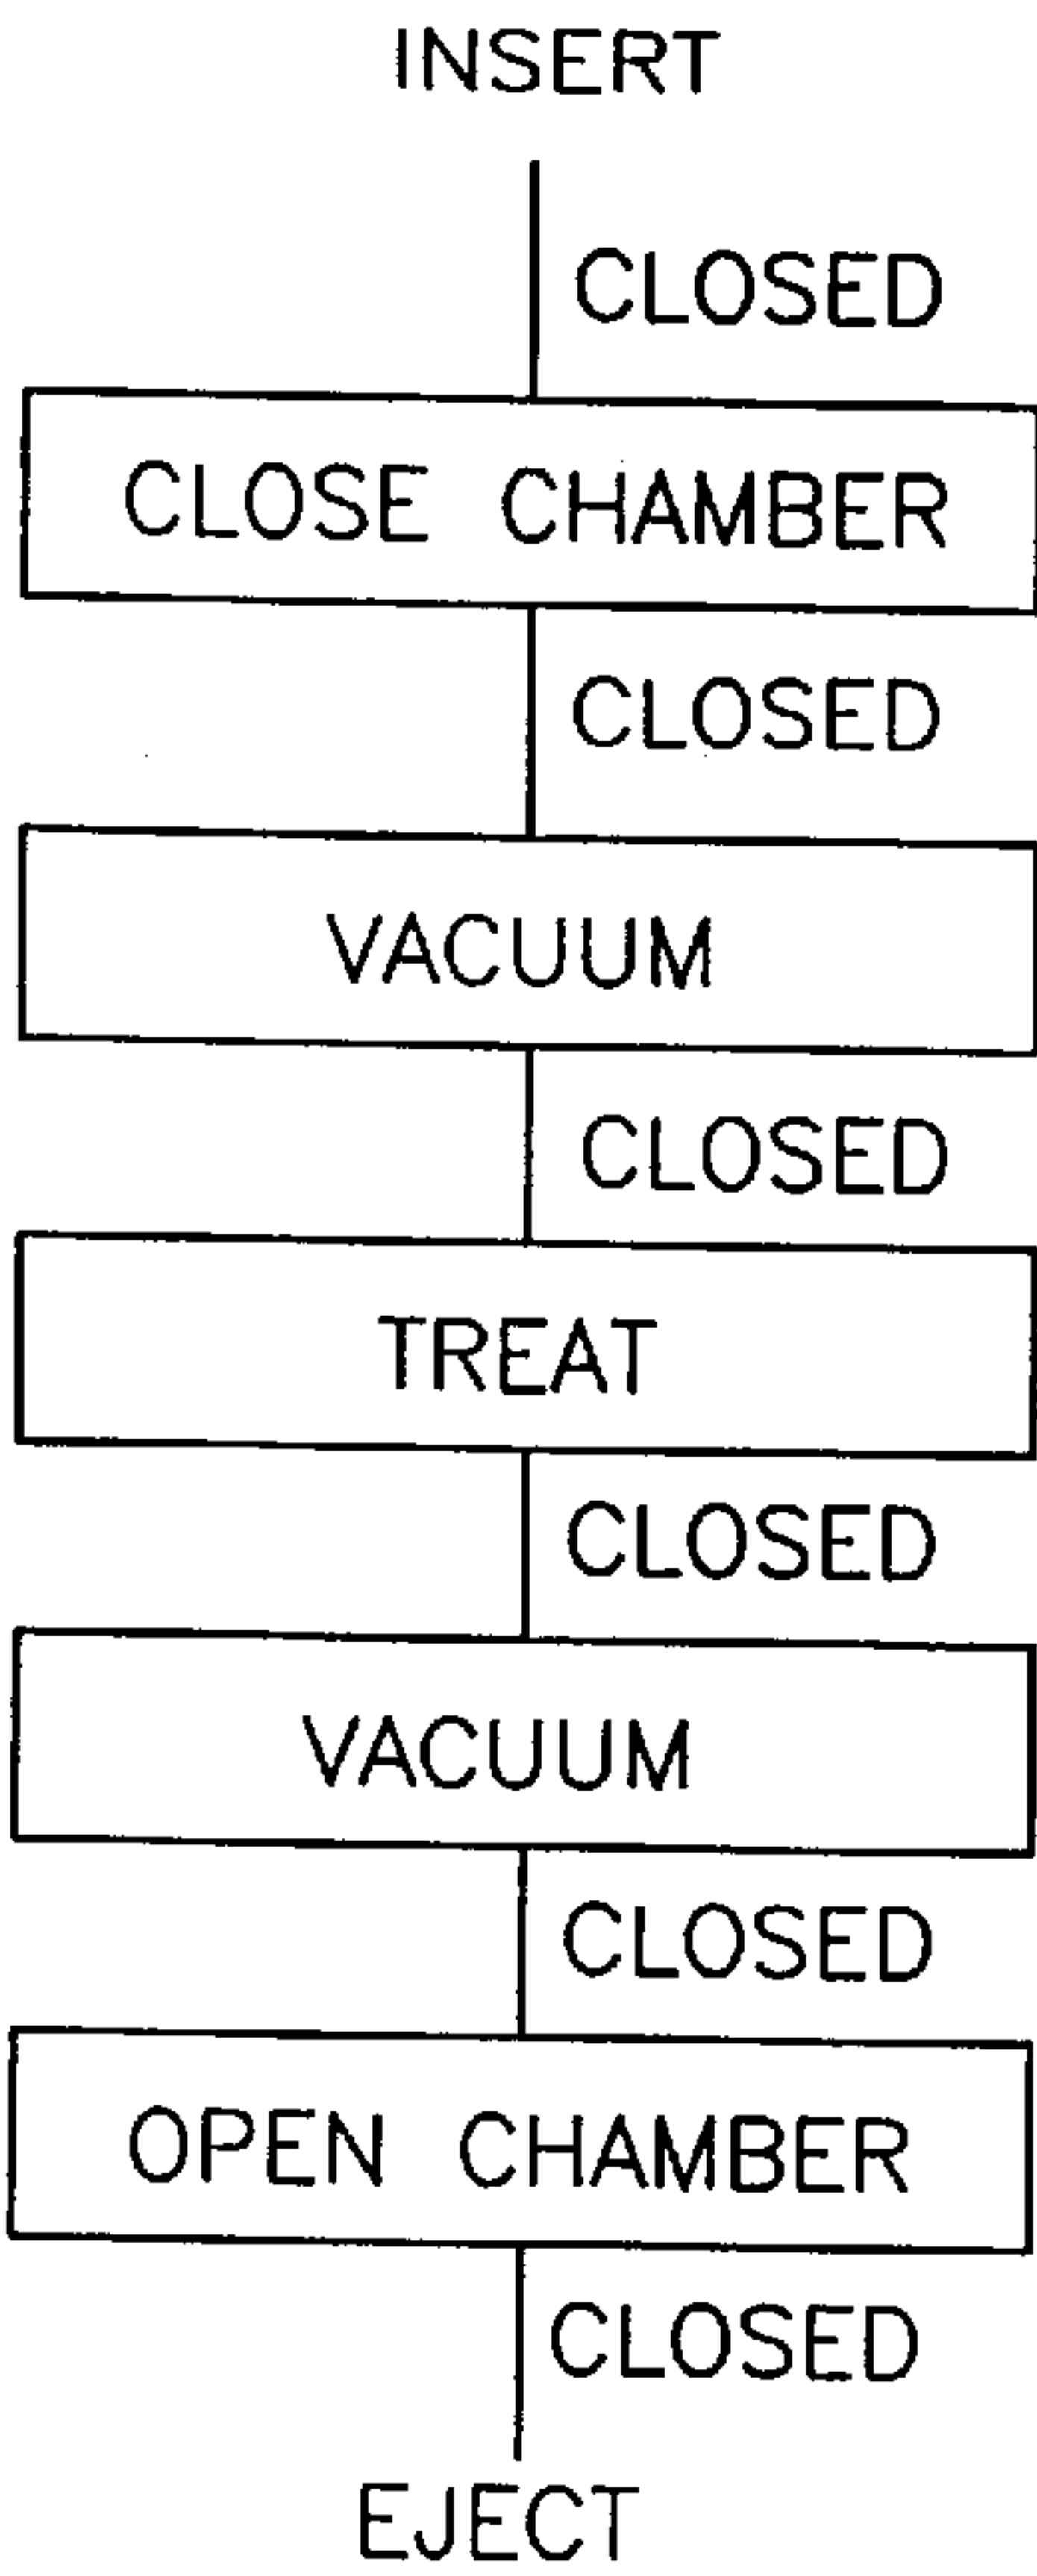 INSERT
CLOSED
CLOSE CHAMBER
CLOSED
VACUUM
CLOSED
TREAT
CLOSED
VACUUM
CLOSED
OPEN CHAMBER
CLOSED
EJECT